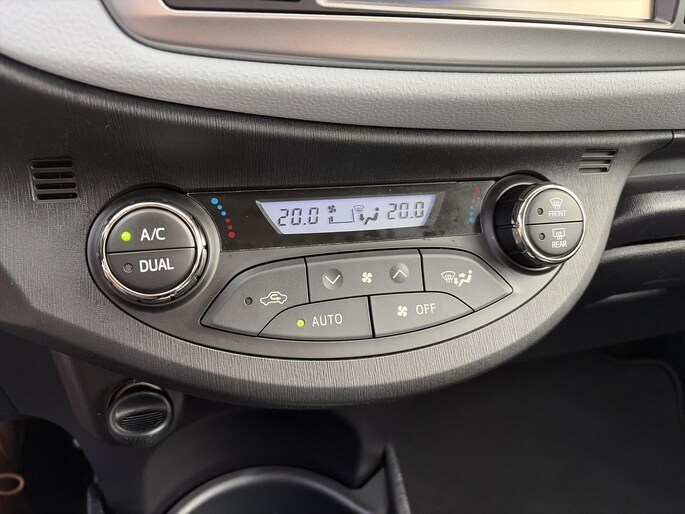 20.0 20.0
A/C
DUAL
FRONT
REAR
AUTO
OFF